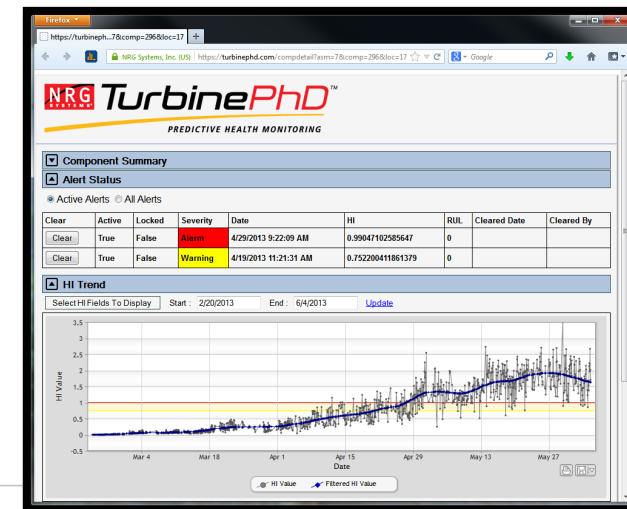 Firefox
https://turbineph...7&comp=296&loc=17
NRG Systems, Inc. (US) https://turbinephd.com/compdetail?asm=7&comp=296&loc=17 Google
NRG SYSTEMS TurbinePhD™
PREDICTIVE HEALTH MONITORING
Component Summary
Alert Status
Active Alerts All Alerts
Clear Active Locked Severity Date HI RUL Cleared Date Cleared By
Clear True False Alarm 4/29/2013 9:22:09 AM 0.99047102585647 0
Clear True False Warning 4/19/2013 11:21:31 AM 0.752200411861379 0
HI Trend
Select HI Fields To Display Start : 2/20/2013 End : 6/4/2013 Update
3.5
3
2.5
2
1.5
1
0.5
0
-0.5
HI Value
Mar 4 Mar 18 Apr 1 Apr 15 Apr 29 May 13 May 27
Date
HI Value Filtered HI Value